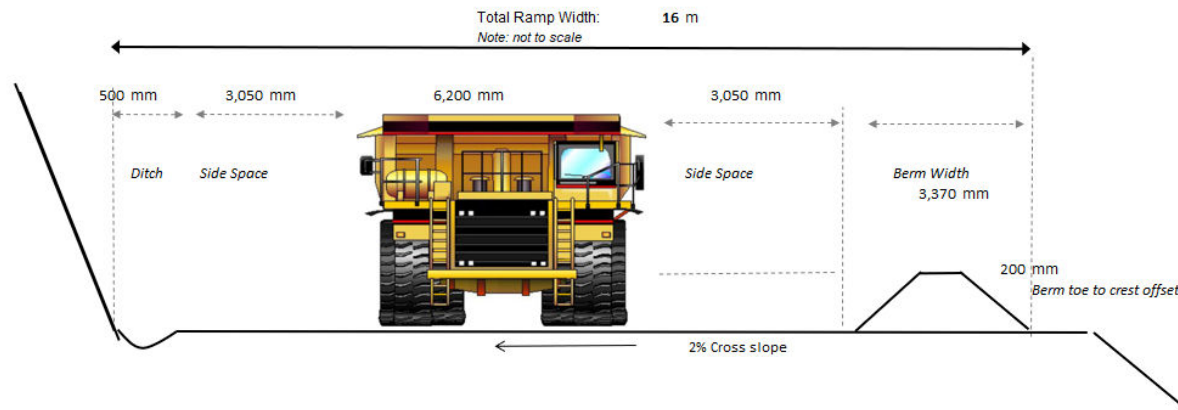 Total Ramp Width: 16 m
Note: not to scale
500 mm 3,050 mm 6,200 mm 3,050 mm
Ditch Side Space Side Space Berm Width
3,370 mm
200 mm
Berm toe to crest offset
2% Cross slope